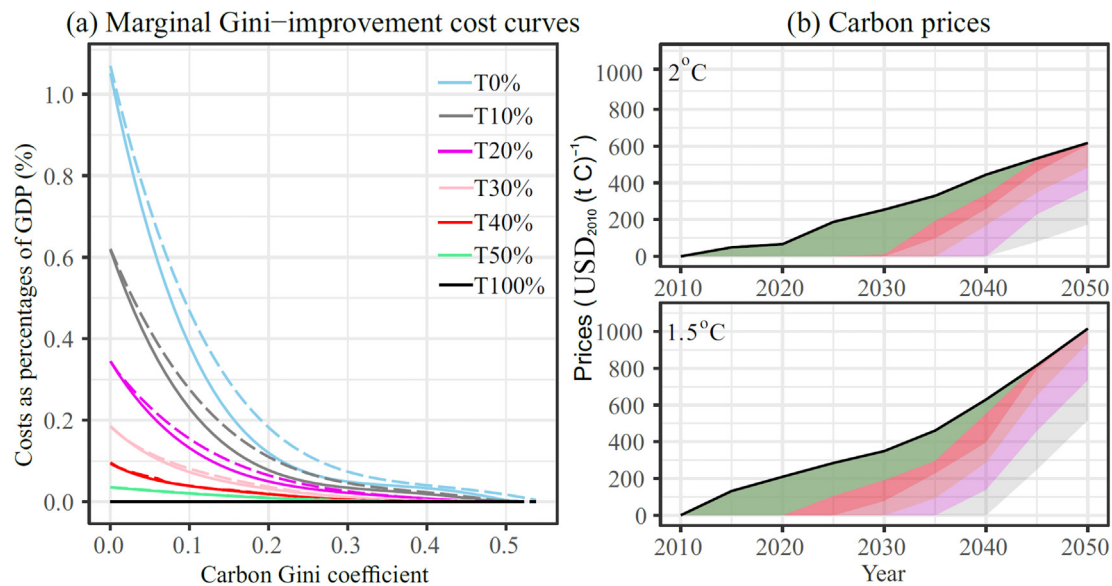 (a) Marginal Gini−improvement cost curves
Costs as percentages of GDP (%)
1.0
0.8
0.6
0.4
0.2
0.0
T0%
T10%
T20%
T30%
T40%
T50%
T100%
0.0 0.1 0.2 0.3 0.4 0.5
Carbon Gini coefficient
(b) Carbon prices
Prices (USD₂₀₁₀ (t C)⁻¹)
2°C
1000
800
600
400
200
0
2010 2020 2030 2040 2050
1.5°C
1000
800
600
400
200
0
2010 2020 2030 2040 2050
Year